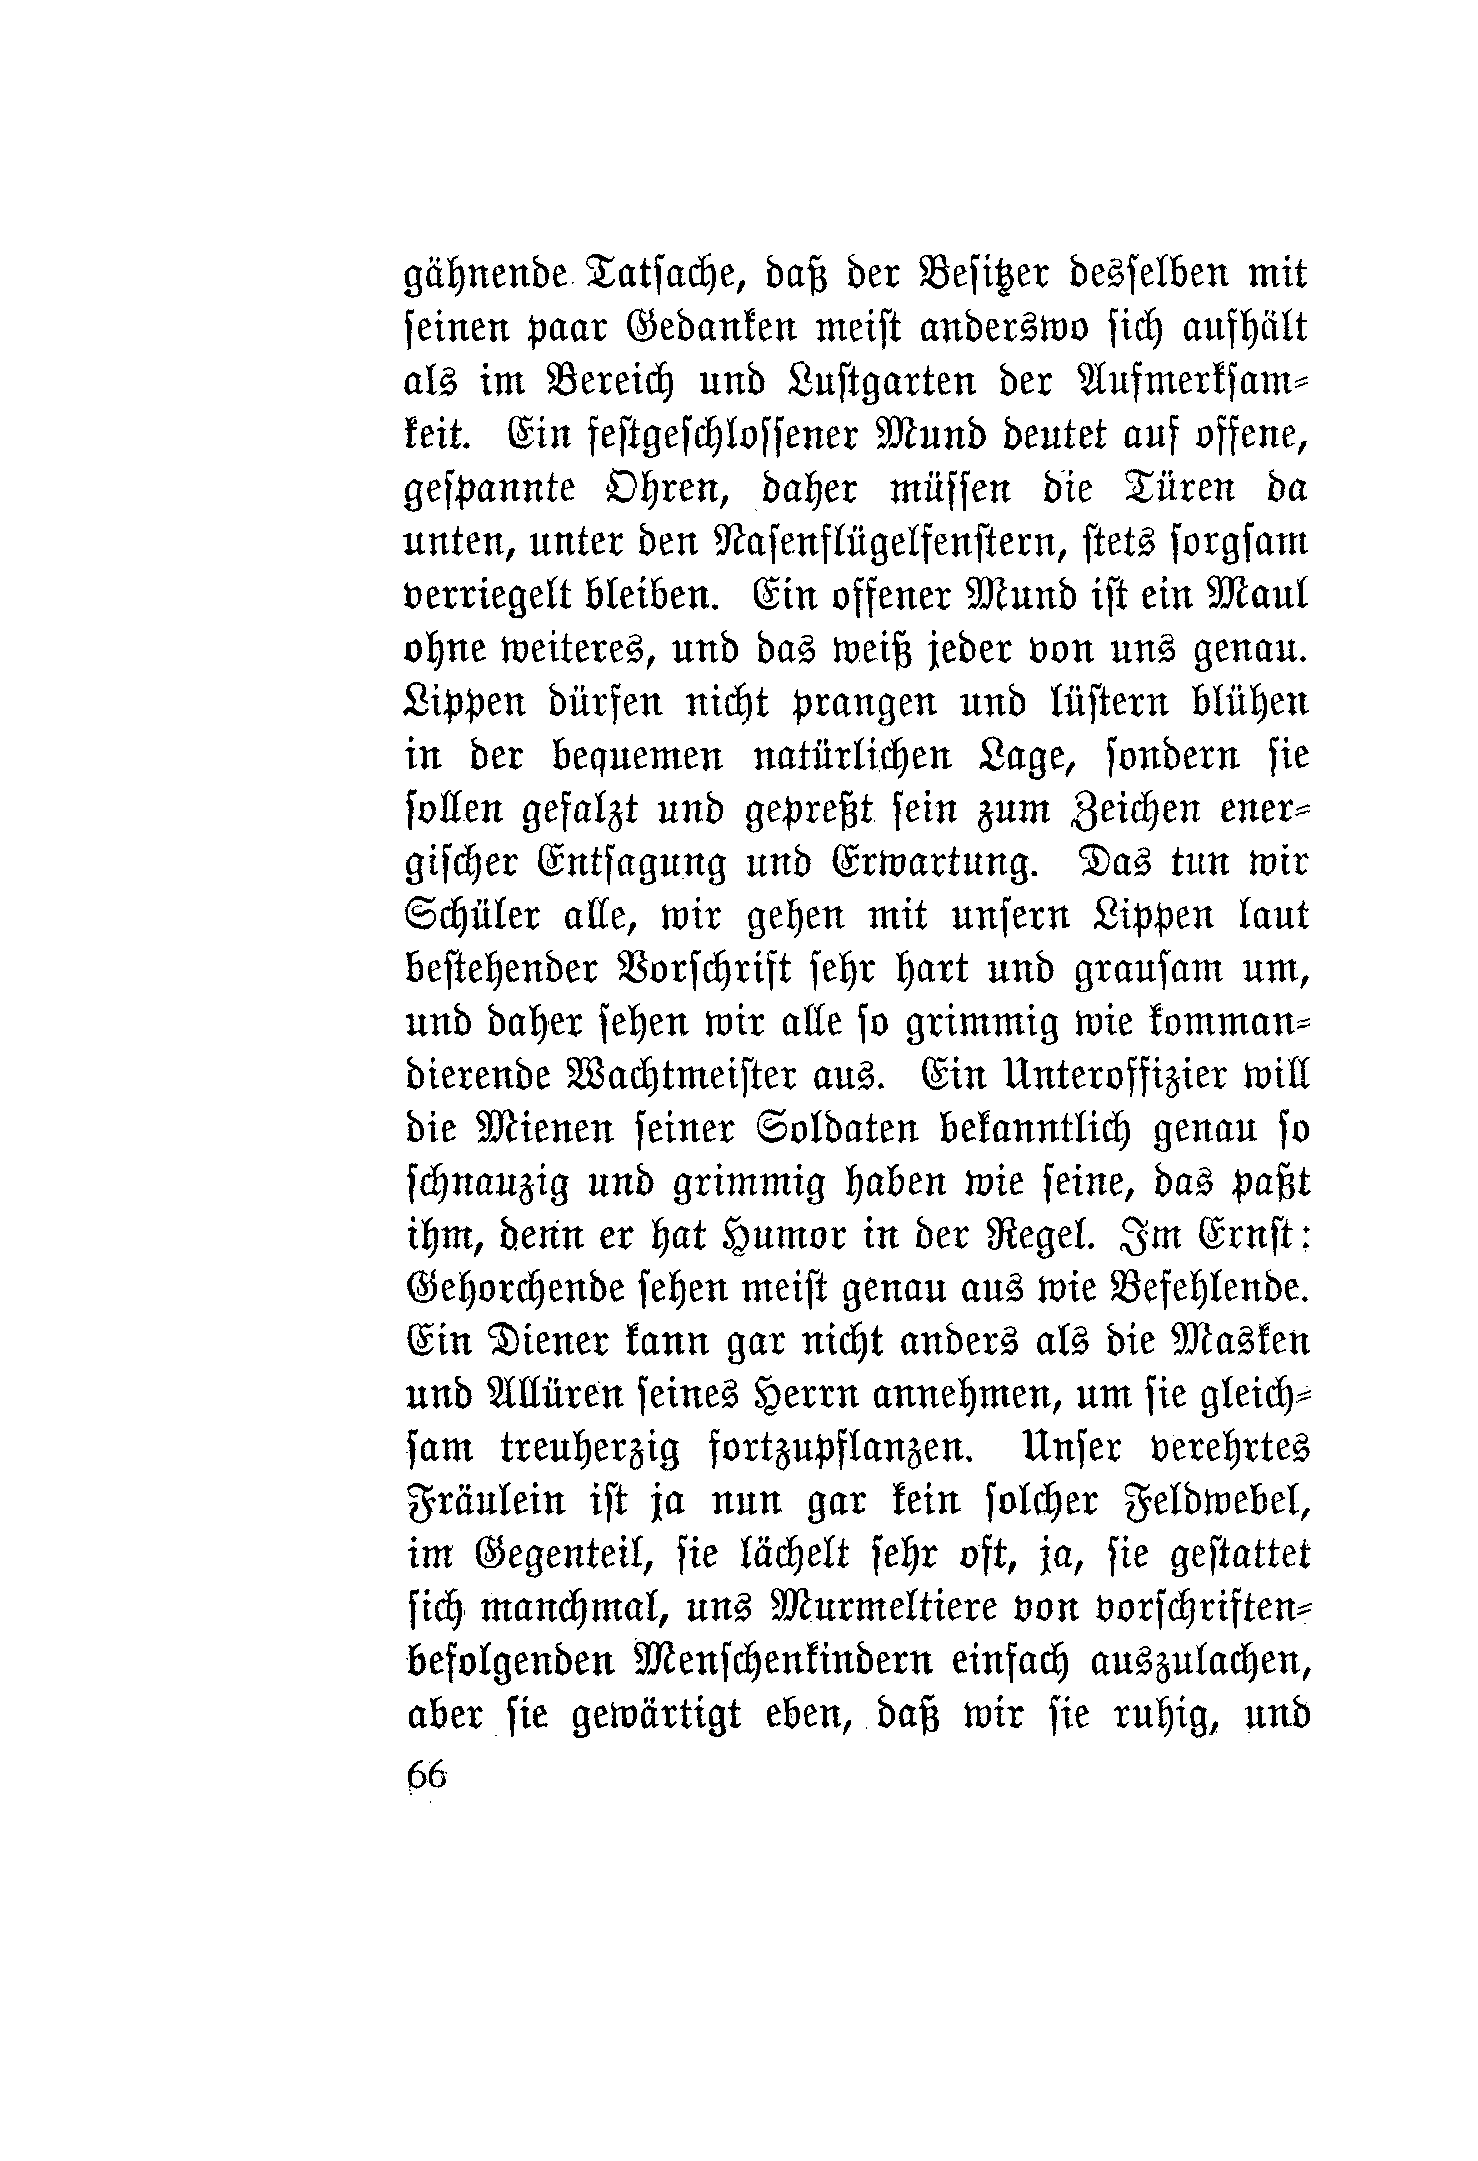 gähnende Tatsache, daß der Besitzer desselben mit
seinen paar Gedanken meist anderswo sich aufhält
als im Bereich und Lustgarten der Aufmerksam-
keit. Ein festgeschlossener Mund deutet auf offene,
gespannte Ohren, daher müssen die Türen da
unten, unter den Nasenflügelfenstern, stets sorgsam
verriegelt bleiben. Ein offener Mund ist ein Maul
ohne weiteres, und das weiß jeder von uns genau.
Lippen dürfen nicht prangen und lüstern blühen
in der bequemen natürlichen Lage, sondern sie
sollen gefalzt und gepreßt sein zum Zeichen ener-
gischer Entsagung und Erwartung. Das tun wir
Schüler alle, wir gehen mit unsern Lippen laut
bestehender Vorschrift sehr hart und grausam um,
und daher sehen wir alle so grimmig wie komman-
dierende Wachtmeister aus. Ein Unteroffizier will
die Mienen seiner Soldaten bekanntlich genau so
schnauzig und grimmig haben wie seine, das paßt
ihm, denn er hat Humor in der Regel. Im Ernst:
Gehorchende sehen meist genau aus wie Befehlende.
Ein Diener kann gar nicht anders als die Masken
und Allüren seines Herrn annehmen, um sie gleich-
sam treuherzig fortzupflanzen. Unser verehrtes
Fräulein ist ja nun gar kein solcher Feldwebel,
im Gegenteil, sie lächelt sehr oft, ja, sie gestattet
sich manchmal, uns Murmeltiere von vorschriften-
befolgenden Menschenkindern einfach auszulachen,
aber sie gewärtigt eben, daß wir sie ruhig, und
66